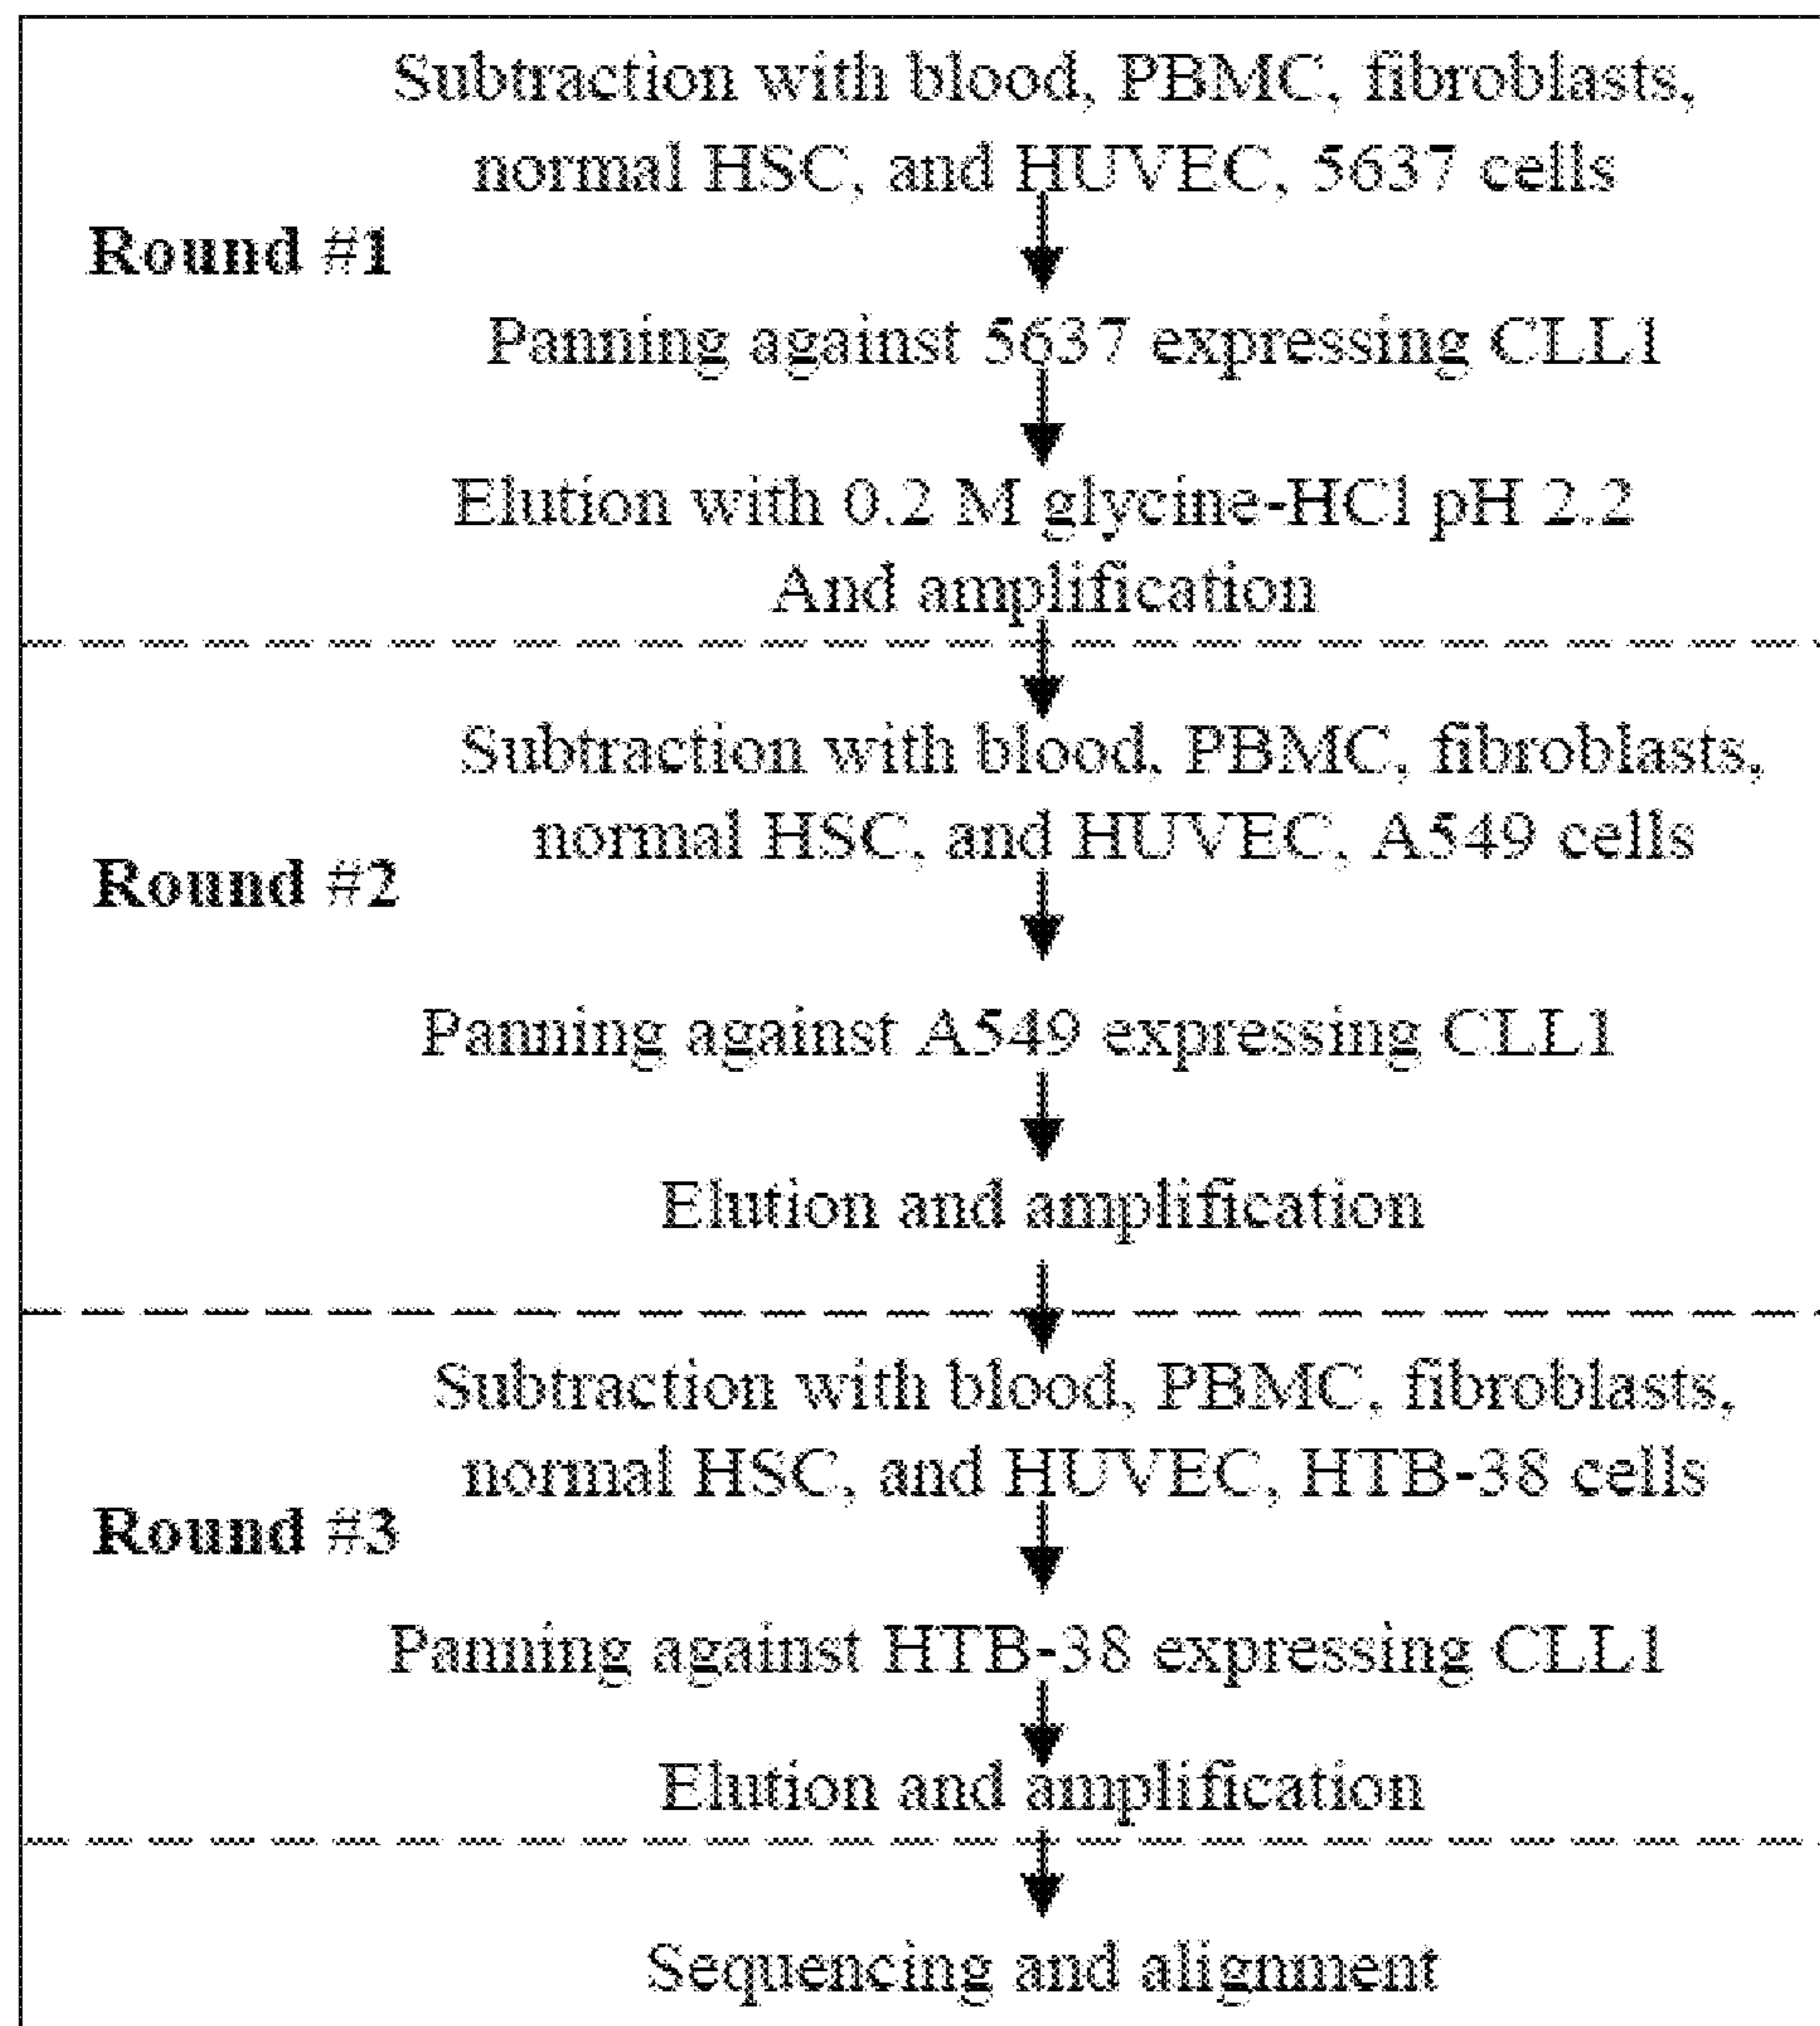 Subtraction with blood, PBMC, fibroblasts,
normal HSC, and HUVEC, 5637 cells
Round #1
Panning against 5637 expressing CLL1
Elution with 0.2 M glycine-HCl pH 2.2
And amplification
Subtraction with blood, PBMC, fibroblasts,
normal HSC, and HUVEC, A549 cells
Round #2
Panning against A549 expressing CLL1
Elution and amplification
Subtraction with blood, PBMC, fibroblasts,
normal HSC, and HUVEC, HTB-38 cells
Round #3
Panning against HTB-38 expressing CLL1
Elution and amplification
Sequencing and alignment